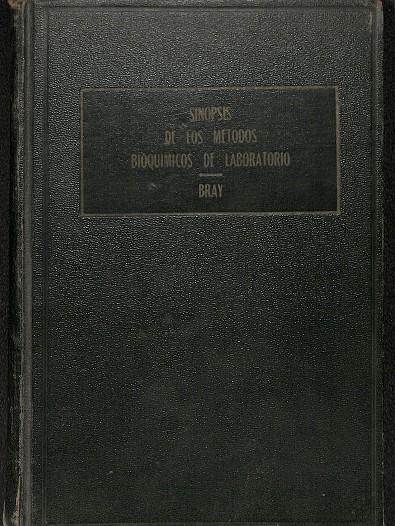 SINOPSIS
DE LOS METODOS
BIOQUIMICOS DE LABORATORIO
BRAY